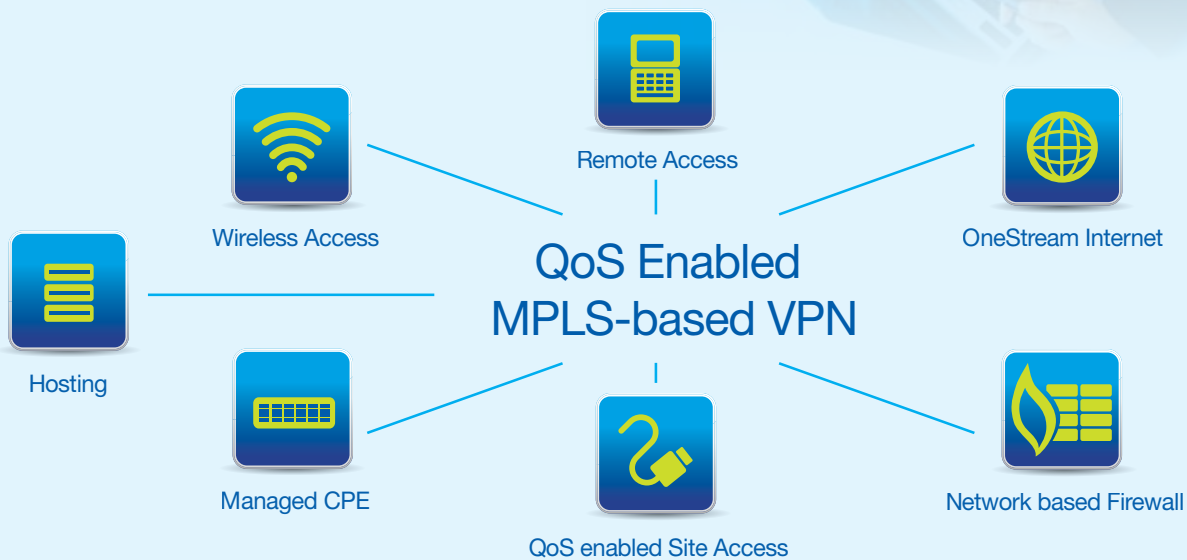 Remote Access
Wireless Access
OneStream Internet
QoS Enabled
MPLS-based VPN
Hosting
Managed CPE
Network based Firewall
QoS enabled Site Access